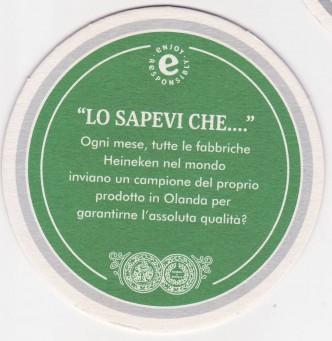 ENJOY
e
RESPONSIBLY
"LO SAPEVI CHE...."
Ogni mese, tutte le fabbriche
Heineken nel mondo
inviano un campione del proprio
prodotto in Olanda per
garantirne l'assoluta qualità?